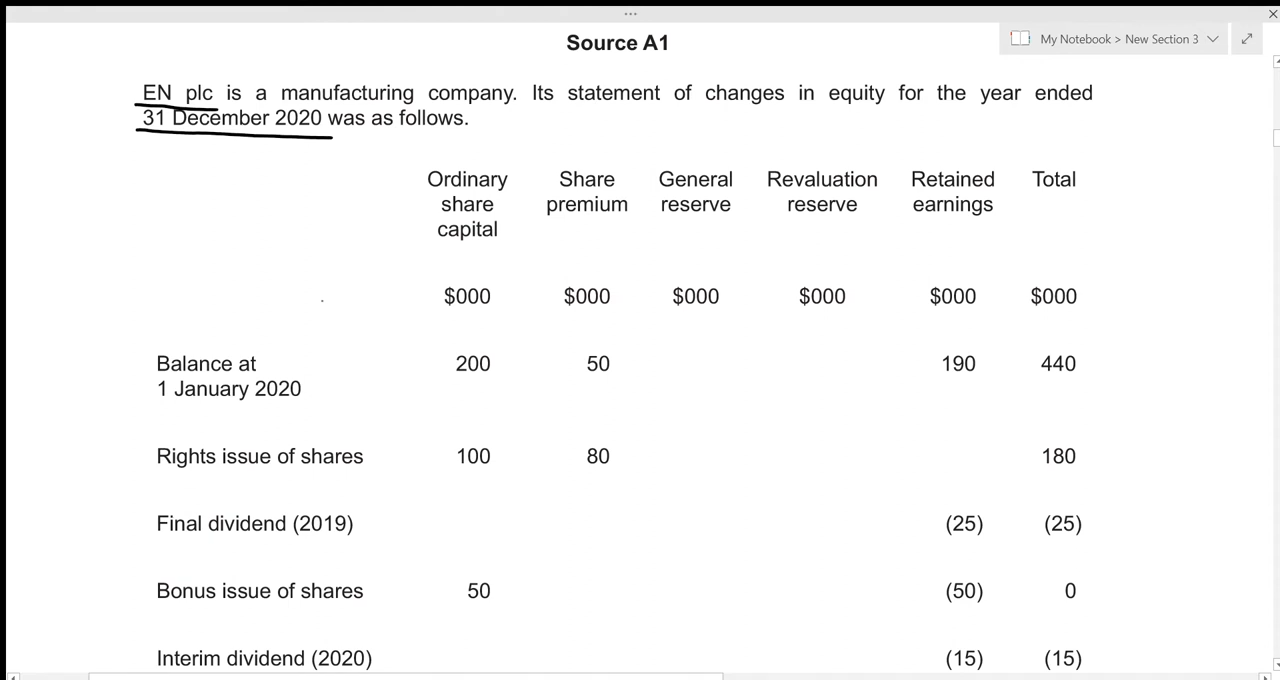 My Notebook > New Section 3
Source A1
EN plc is a manufacturing company. Its statement of changes in equity for the year ended
31 December 2020 was as follows.
Ordinary share capital Share premium General reserve Revaluation reserve Retained earnings Total
$000 $000 $000 $000 $000 $000
Balance at 1 January 2020 200 50 190 440
Rights issue of shares 100 80 180
Final dividend (2019) (25) (25)
Bonus issue of shares 50 (50) 0
Interim dividend (2020) (15) (15)